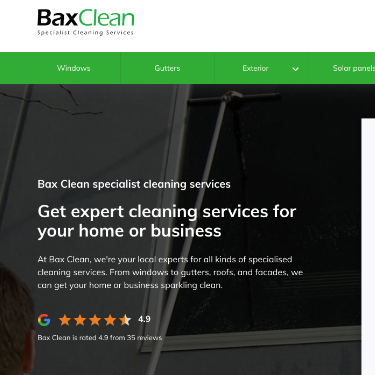 BaxClean
Specialist Cleaning Services
Windows
Gutters
Exterior
Solar panels
Bax Clean specialist cleaning services
Get expert cleaning services for
your home or business
At Bax Clean, we're your local experts for all kinds of specialised
cleaning services. From windows to gutters, roofs, and facades, we
can get your home or business sparkling clean.
G
4.9
Bax Clean is rated 4.9 from 35 reviews